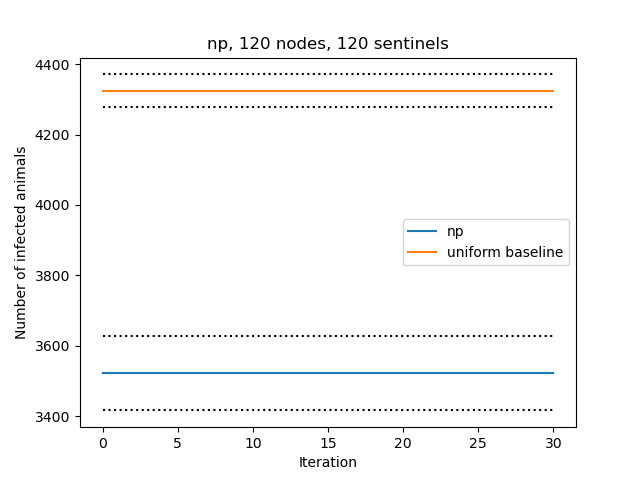 np, 120 nodes, 120 sentinels
Number of infected animals
4400
4200
4000
3800
3600
3400
np
uniform baseline
0 5 10 15 20 25 30
Iteration